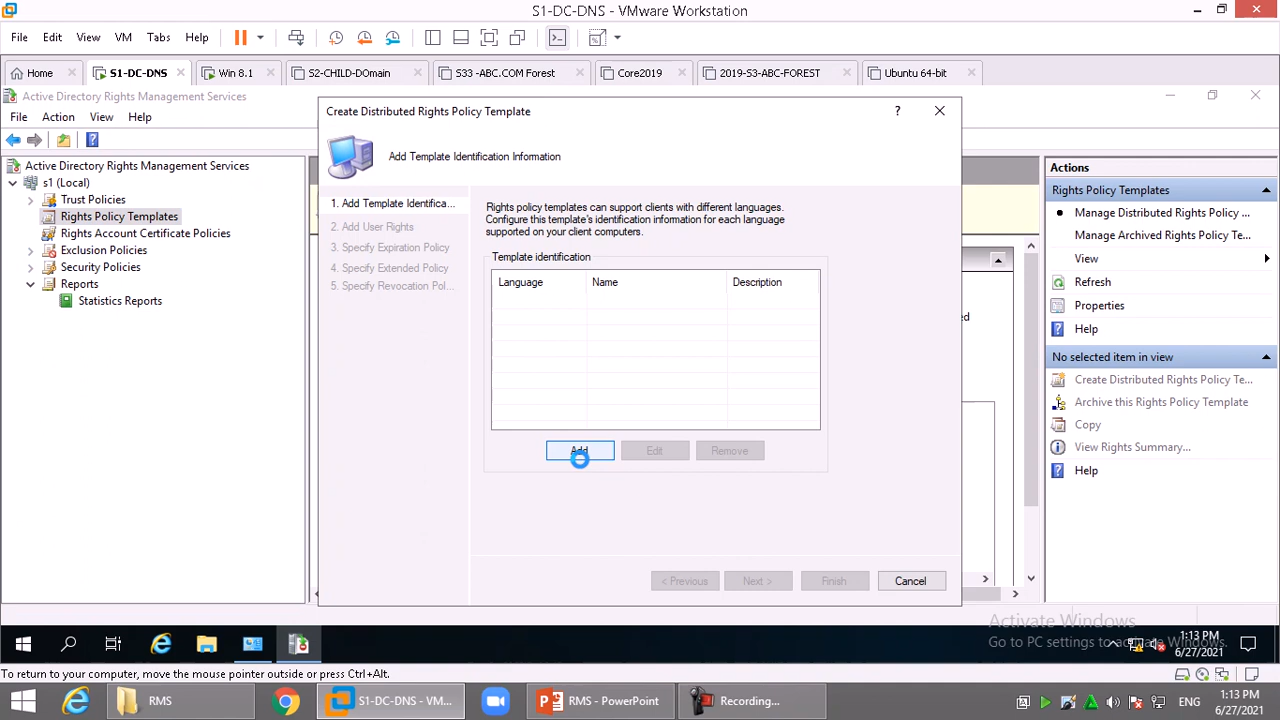 S1-DC-DNS - VMware Workstation
File Edit View VM Tabs Help
Home S1-DC-DNS Win 8.1 S2-CHILD-DOmain S33 -ABC.COM Forest Core2019 2019-S3-ABC-FOREST Ubuntu 64-bit
Active Directory Rights Management Services
File Action View Help
Active Directory Rights Management Services
s1 (Local)
Trust Policies
Rights Policy Templates
Rights Account Certificate Policies
Exclusion Policies
Security Policies
Reports
Statistics Reports
Create Distributed Rights Policy Template
Add Template Identification Information
1. Add Template Identifica...
2. Add User Rights
3. Specify Expiration Policy
4. Specify Extended Policy
5. Specify Revocation Pol...
Rights policy templates can support clients with different languages.
Configure this template's identification information for each language
supported on your client computers.
Template identification
Language Name Description
Add Edit Remove
< Previous Next > Finish Cancel
ed
Actions
Rights Policy Templates
Manage Distributed Rights Policy ...
Manage Archived Rights Policy Te...
View
Refresh
Properties
Help
No selected item in view
Create Distributed Rights Policy Te...
Archive this Rights Policy Template
Copy
View Rights Summary...
Help
Activate Windows
Go to PC settings to activate Windows.
1:13 PM
6/27/2021
To return to your computer, move the mouse pointer outside or press Ctrl+Alt.
RMS S1-DC-DNS - VM... RMS - PowerPoint Recording... ENG
1:13 PM
6/27/2021